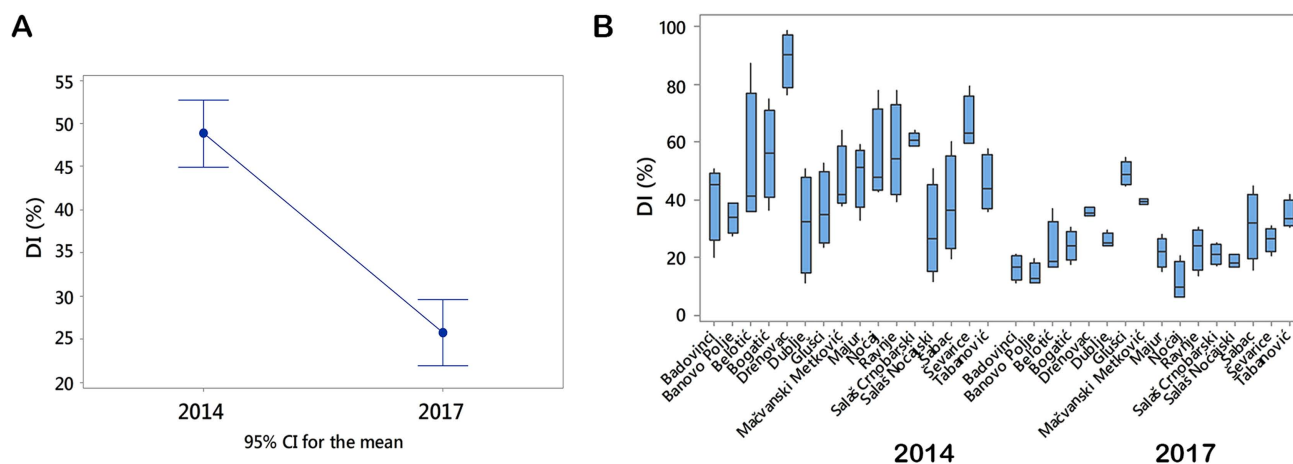 A
DI (%)
55
50
45
40
35
30
25
20
2014
2017
95% CI for the mean
B
DI (%)
100
80
60
40
20
0
Badovinci
Banovo Polje
Belotić
Bogatić
Drenovac
Dublje
Glušci
Mačvanski Metković
Majur
Noćaj
Ravnje
Salaš Crnobarski
Salaš Noćajski
Šabac
Ševarice
Tabanović
Badovinci
Banovo Polje
Belotić
Bogatić
Drenovac
Dublje
Glušci
Mačvanski Metković
Majur
Noćaj
Ravnje
Salaš Crnobarski
Salaš Noćajski
Šabac
Ševarice
Tabanović
2014
2017